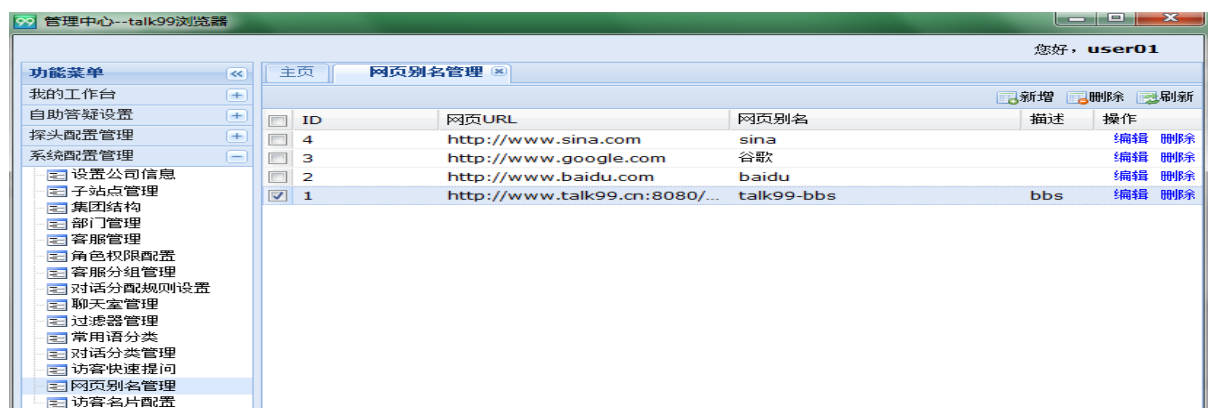 管理中心--talk99浏览器
您好，user01
功能菜单
主页 网页别名管理
我的工作台
新增 删除 刷新
自助答疑设置
ID 网页URL 网页别名 描述 操作
探头配置管理
4 http://www.sina.com sina 编辑 删除
系统配置管理
3 http://www.google.com 谷歌 编辑 删除
设置公司信息
2 http://www.baidu.com baidu 编辑 删除
子站点管理
1 http://www.talk99.cn:8080/... talk99-bbs bbs 编辑 删除
集团结构
部门管理
客服管理
角色权限配置
客服分组管理
对话分配规则设置
聊天室管理
过滤器管理
常用语分类
对话分类管理
访客快速提问
网页别名管理
访客名片配置